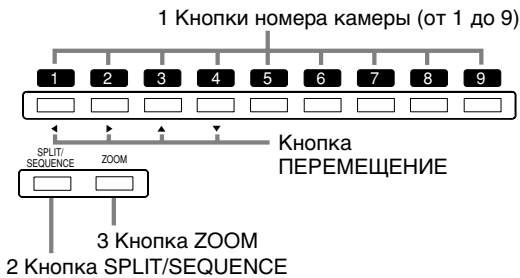 1 Кнопки номера камеры (от 1 до 9)
1 2 3 4 5 6 7 8 9
Кнопка
ПЕРЕМЕЩЕНИЕ
SPLIT/
SEQUENCE
ZOOM
3 Кнопка ZOOM
2 Кнопка SPLIT/SEQUENCE